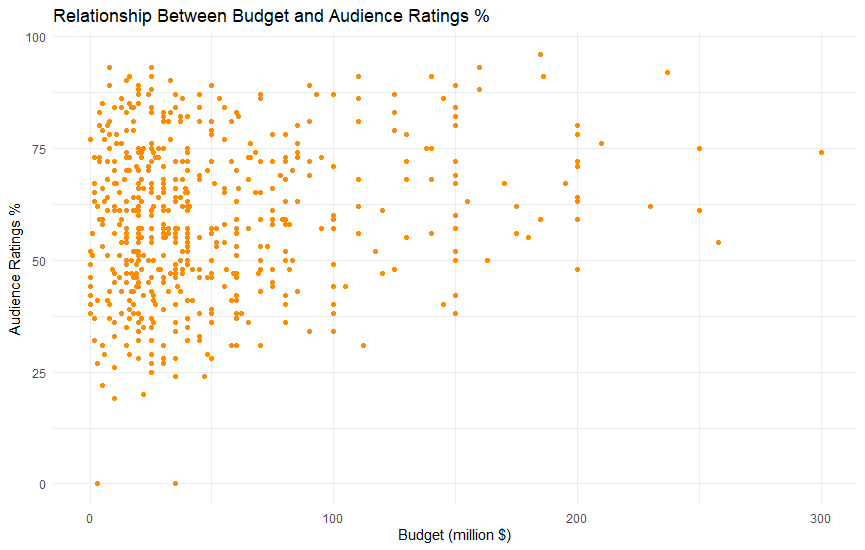 Relationship Between Budget and Audience Ratings %
100
75
50
25
0
Audience Ratings %
0 100 200 300
Budget (million $)